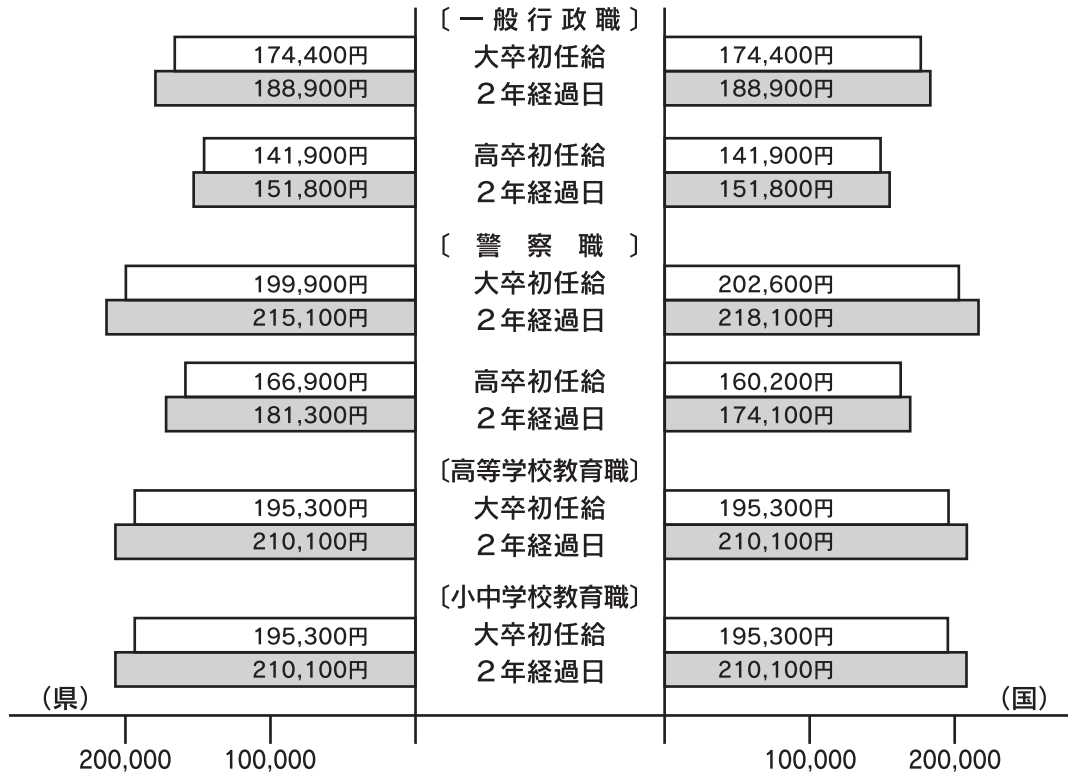 〔一般行政職〕
174,400円 大卒初任給 174,400円
188,900円 2年経過日 188,900円
141,900円 高卒初任給 141,900円
151,800円 2年経過日 151,800円
〔警察職〕
199,900円 大卒初任給 202,600円
215,100円 2年経過日 218,100円
166,900円 高卒初任給 160,200円
181,300円 2年経過日 174,100円
〔高等学校教育職〕
195,300円 大卒初任給 195,300円
210,100円 2年経過日 210,100円
〔小中学校教育職〕
195,300円 大卒初任給 195,300円
210,100円 2年経過日 210,100円
（県） （国）
200,000 100,000 100,000 200,000